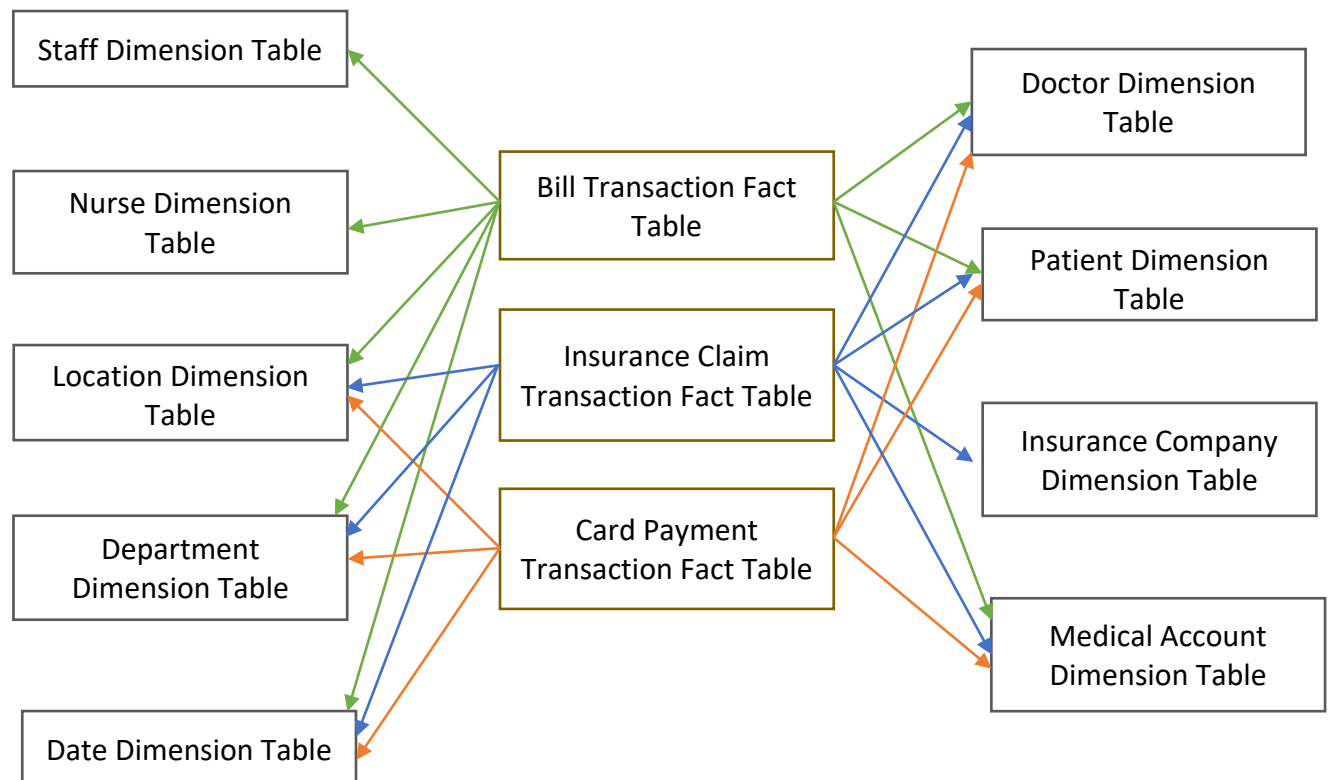 Staff Dimension Table
Nurse Dimension
Table
Location Dimension
Table
Department
Dimension Table
Date Dimension Table
Bill Transaction Fact
Table
Insurance Claim
Transaction Fact Table
Card Payment
Transaction Fact Table
Doctor Dimension
Table
Patient Dimension
Table
Insurance Company
Dimension Table
Medical Account
Dimension Table